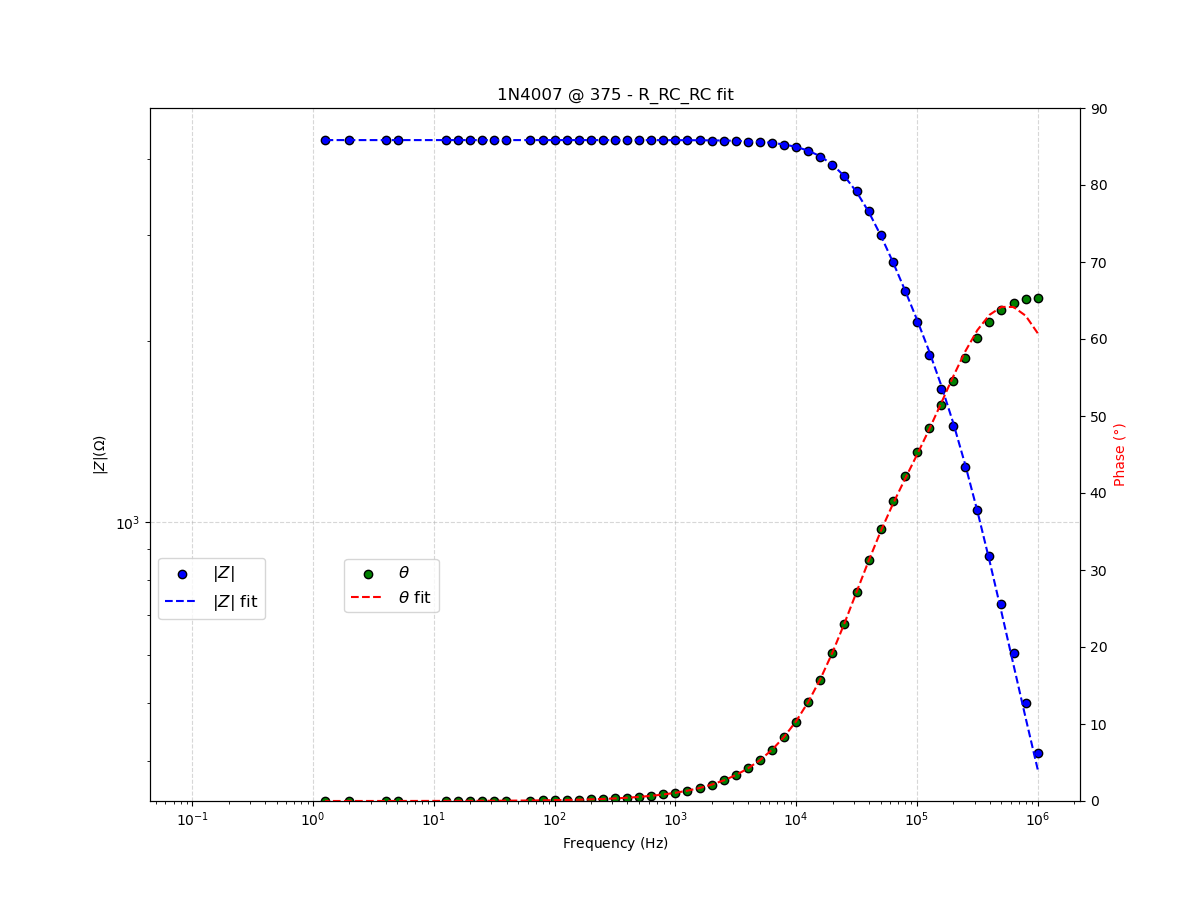 1N4007 @ 375 - R_RC_RC fit
90
80
70
60
50
40
30
20
10
0
Phase (°)
|Z|(Ω)
10³
|Z|
|Z| fit
θ
θ fit
10⁻¹
10⁰
10¹
10²
10³
10⁴
10⁵
10⁶
Frequency (Hz)